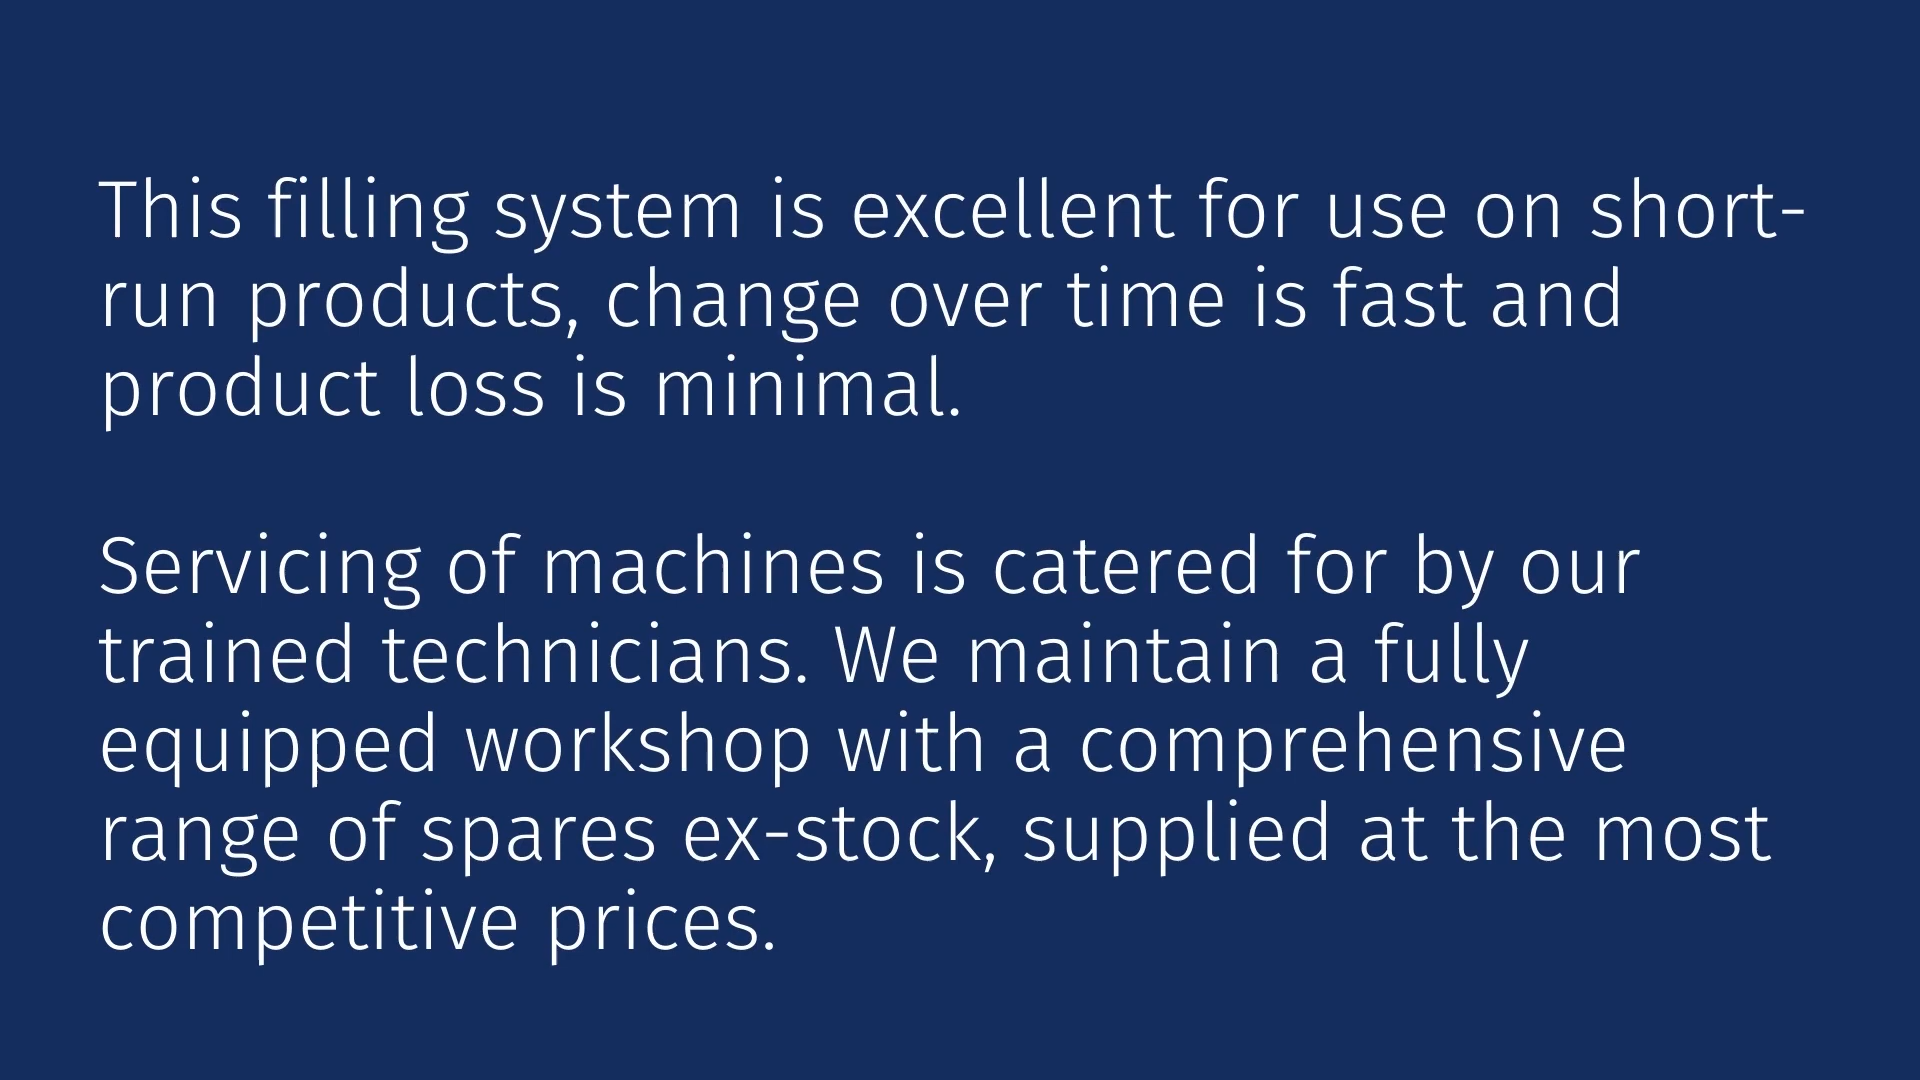 This filling system is excellent for use on short-
run products, change over time is fast and
product loss is minimal.
Servicing of machines is catered for by our
trained technicians. We maintain a fully
equipped workshop with a comprehensive
range of spares ex-stock, supplied at the most
competitive prices.